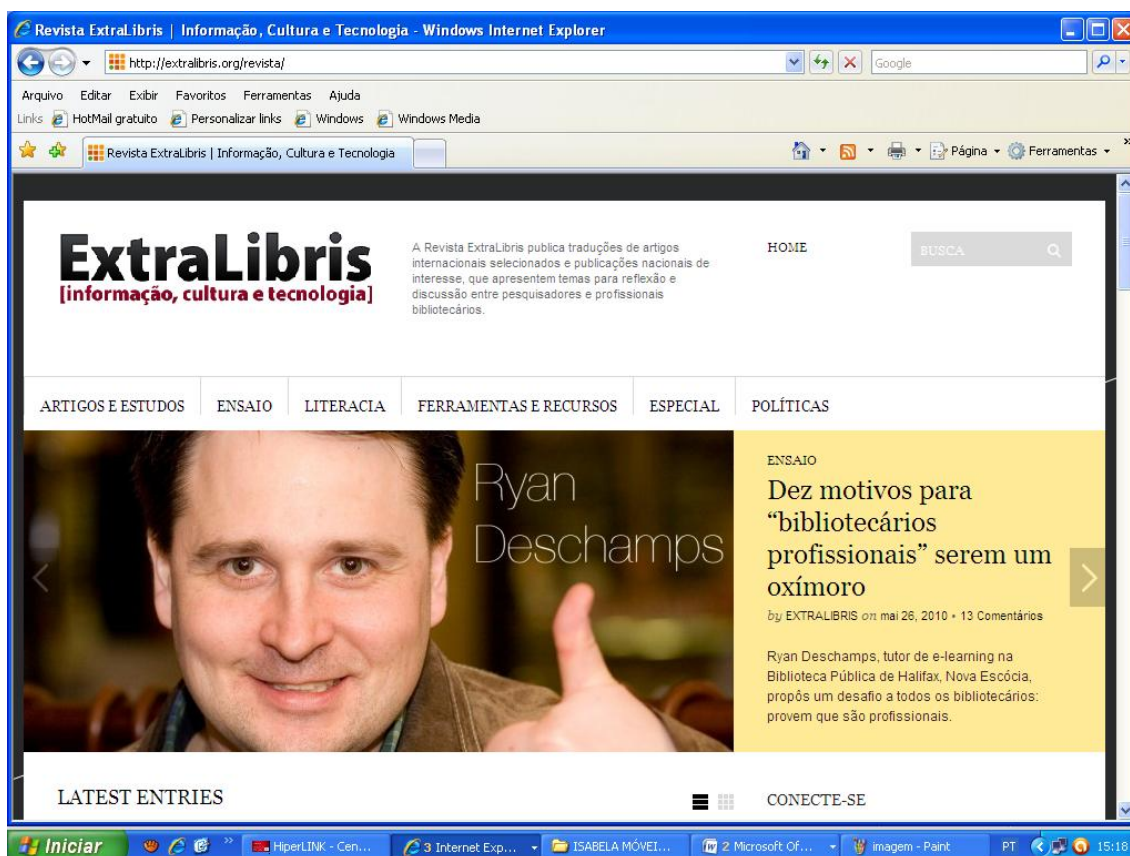 Revista ExtraLibris | Informação, Cultura e Tecnologia - Windows Internet Explorer
http://extralibris.org/revista/
Google
Arquivo Editar Exibir Favoritos Ferramentas Ajuda
Links HotMail gratuito Personalizar links Windows Windows Media
Revista ExtraLibris | Informação, Cultura e Tecnologia
Página Ferramentas
ExtraLibris
[informação, cultura e tecnologia]
A Revista ExtraLibris publica traduções de artigos
internacionais selecionados e publicações nacionais de
interesse, que apresentem temas para reflexão e
discussão entre pesquisadores e profissionais
bibliotecários.
HOME
BUSCA
ARTIGOS E ESTUDOS ENSAIO LITERACIA FERRAMENTAS E RECURSOS ESPECIAL POLÍTICAS
Ryan
Deschamps
ENSAIO
Dez motivos para
“bibliotecários
profissionais” serem um
oxímoro
by EXTRALIBRIS on mai 26, 2010 • 13 Comentários
Ryan Deschamps, tutor de e-learning na
Biblioteca Pública de Halifax, Nova Escócia,
propôs um desafio a todos os bibliotecários:
provem que são profissionais.
LATEST ENTRIES
CONECTE-SE
Iniciar HiperLINK - Cen... 3 Internet Exp... ISABELA MÓVEI... 2 Microsoft Of... imagem - Paint PT 15:18